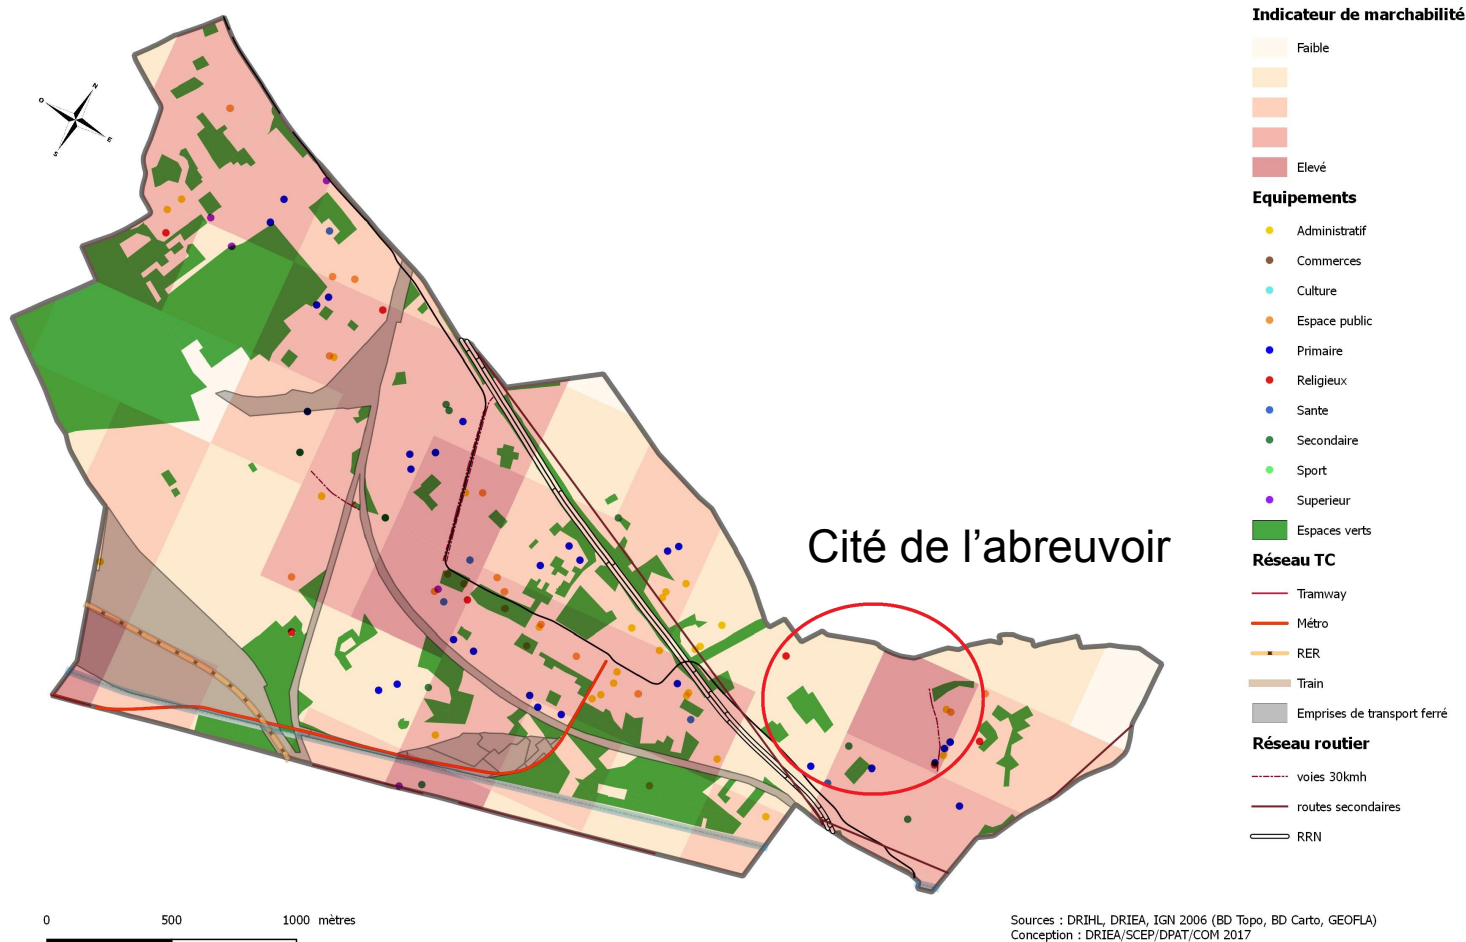 Indicateur de marchabilité
Faible
Elevé
Equipements
Administratif
Commerces
Culture
Espace public
Primaire
Religieux
Sante
Secondaire
Sport
Superieur
Espaces verts
Réseau TC
Tramway
Métro
RER
Train
Emprises de transport ferré
Réseau routier
voies 30kmh
routes secondaires
RRN
N
O
E
S
Cité de l'abreuvoir
0 500 1000 mètres
Sources : DRIHL, DRIEA, IGN 2006 (BD Topo, BD Carto, GEOFLA)
Conception : DRIEA/SCEP/DPAT/COM 2017